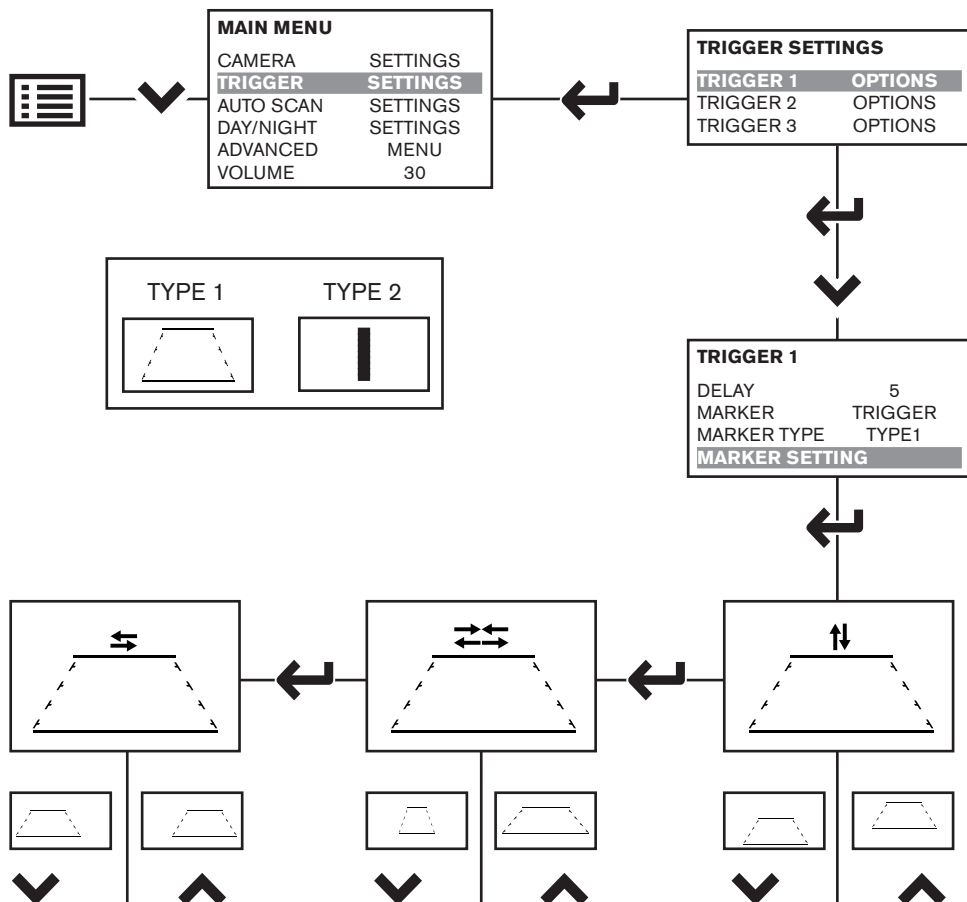 MAIN MENU
CAMERA SETTINGS
TRIGGER SETTINGS
AUTO SCAN SETTINGS
DAY/NIGHT SETTINGS
ADVANCED MENU
VOLUME 30
TRIGGER SETTINGS
TRIGGER 1 OPTIONS
TRIGGER 2 OPTIONS
TRIGGER 3 OPTIONS
TYPE 1 TYPE 2
TRIGGER 1
DELAY 5
MARKER TRIGGER
MARKER TYPE TYPE1
MARKER SETTING